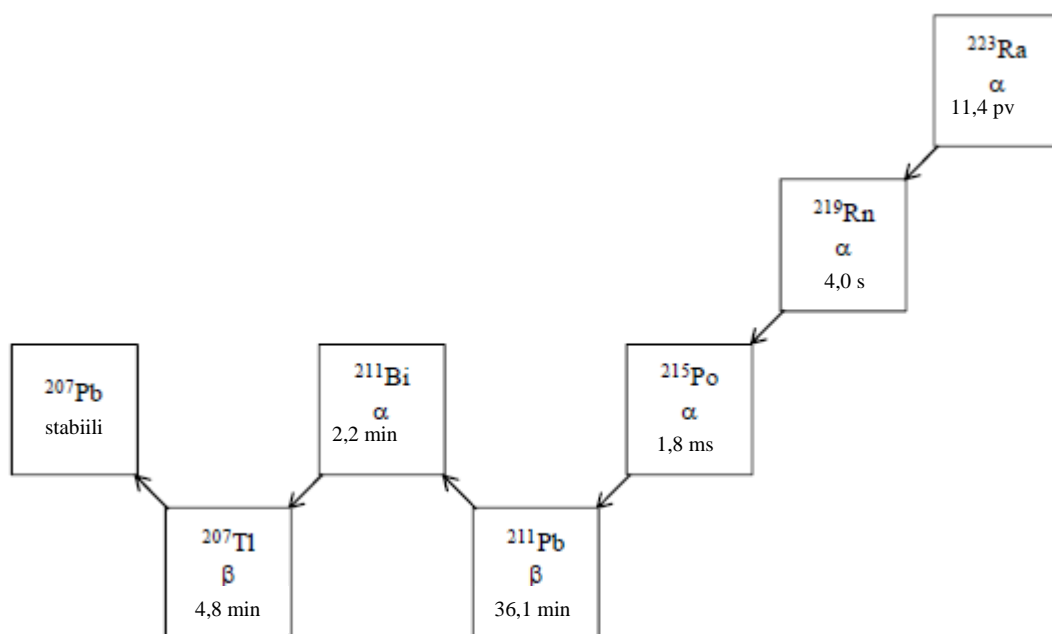 ²²³Ra
α
11,4 pv
²¹⁹Rn
α
4,0 s
²¹⁵Po
α
1,8 ms
²¹¹Pb
β
36,1 min
²¹¹Bi
α
2,2 min
²⁰⁷Tl
β
4,8 min
²⁰⁷Pb
stabiili